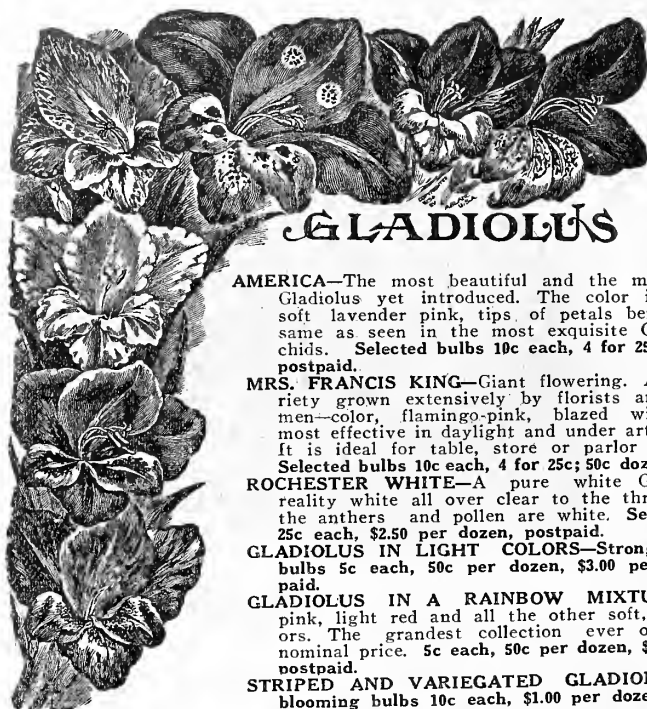 GLADIOLUS
AMERICA—The most beautiful and the m
Gladiolus yet introduced. The color i
soft lavender pink, tips of petals be
same as seen in the most exquisite O
chids. Selected bulbs 10c each, 4 for 25
postpaid.
MRS. FRANCIS KING—Giant flowering. A
riety grown extensively by florists a
men—color, flamingo-pink, blazed wi
most effective in daylight and under art
It is ideal for table, store or parlor
Selected bulbs 10c each, 4 for 25c; 50c doz
ROCHESTER WHITE—A pure white G
reality white all over clear to the thr
the anthers and pollen are white. Se
25c each, $2.50 per dozen, postpaid.
GLADIOLUS IN LIGHT COLORS—Stron
bulbs 5c each, 50c per dozen, $3.00 pe
paid.
GLADIOLUS IN A RAINBOW MIXTU
pink, light red and all the other soft,
ors. The grandest collection ever o
nominal price. 5c each, 50c per dozen, $
postpaid.
STRIPED AND VARIEGATED GLADIO
blooming bulbs 10c each, $1.00 per doze